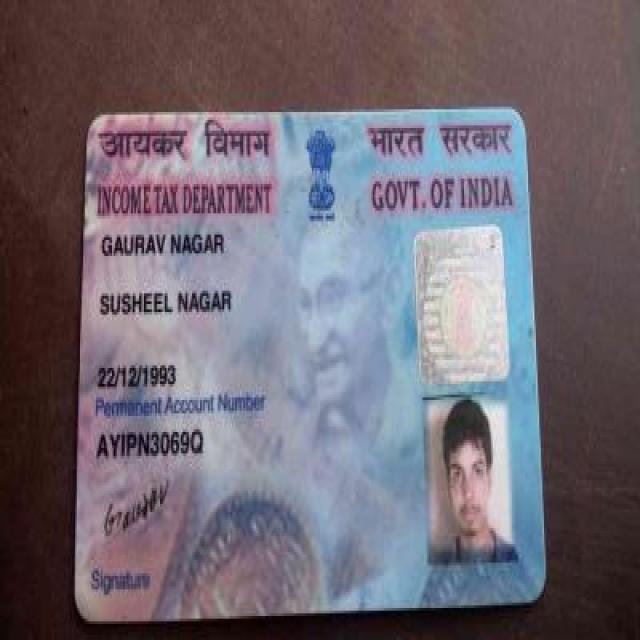 आयकर विभाग
भारत सरकार
INCOME TAX DEPARTMENT
GOVT. OF INDIA
GAURAV NAGAR
SUSHEEL NAGAR
22/12/1993
Permanent Account Number
AYIPN3069Q
Gaurav
Signature